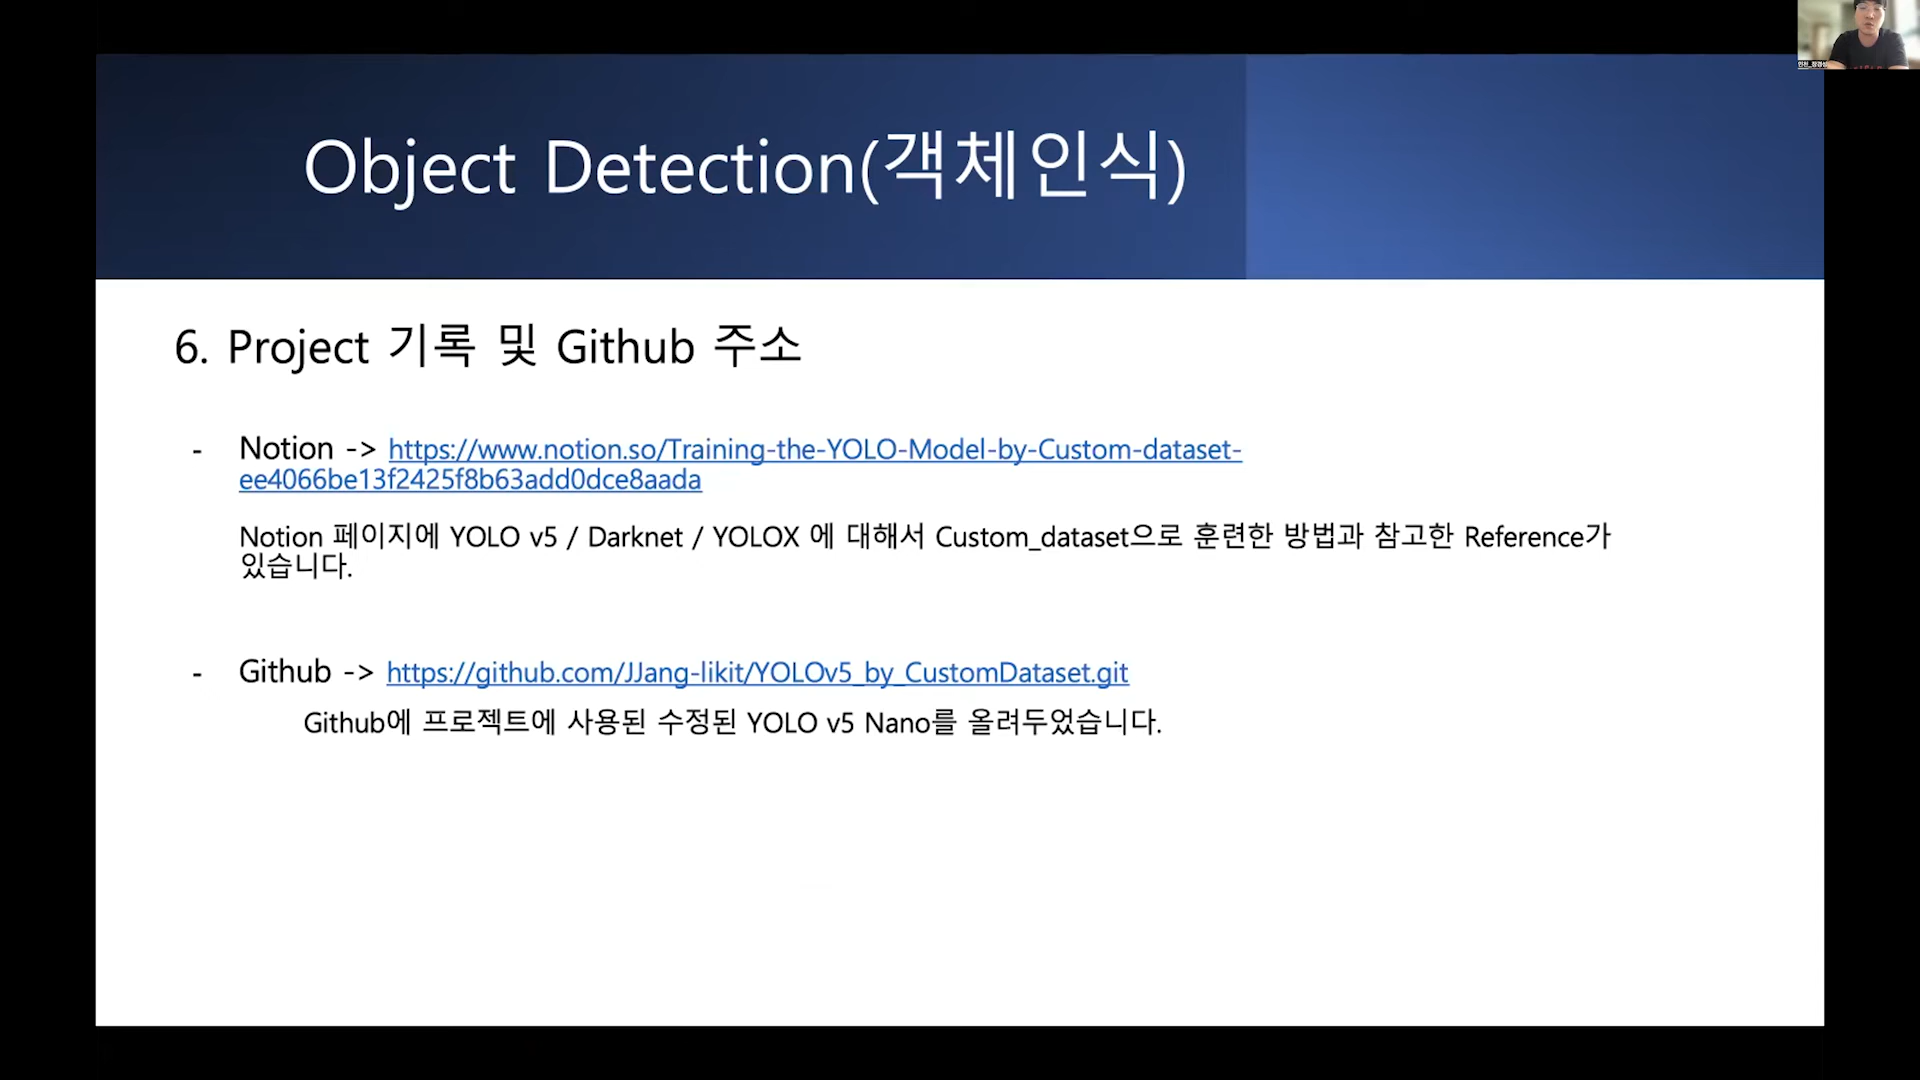 Object Detection(객체인식)
6. Project 기록 및 Github 주소
- Notion -> https://www.notion.so/Training-the-YOLO-Model-by-Custom-dataset-
ee4066be13f2425f8b63add0dce8aada
Notion 페이지에 YOLO v5 / Darknet / YOLOX 에 대해서 Custom_dataset으로 훈련한 방법과 참고한 Reference가
있습니다.
- Github -> https://github.com/JJang-likit/YOLOv5_by_CustomDataset.git
Github에 프로젝트에 사용된 수정된 YOLO v5 Nano를 올려두었습니다.